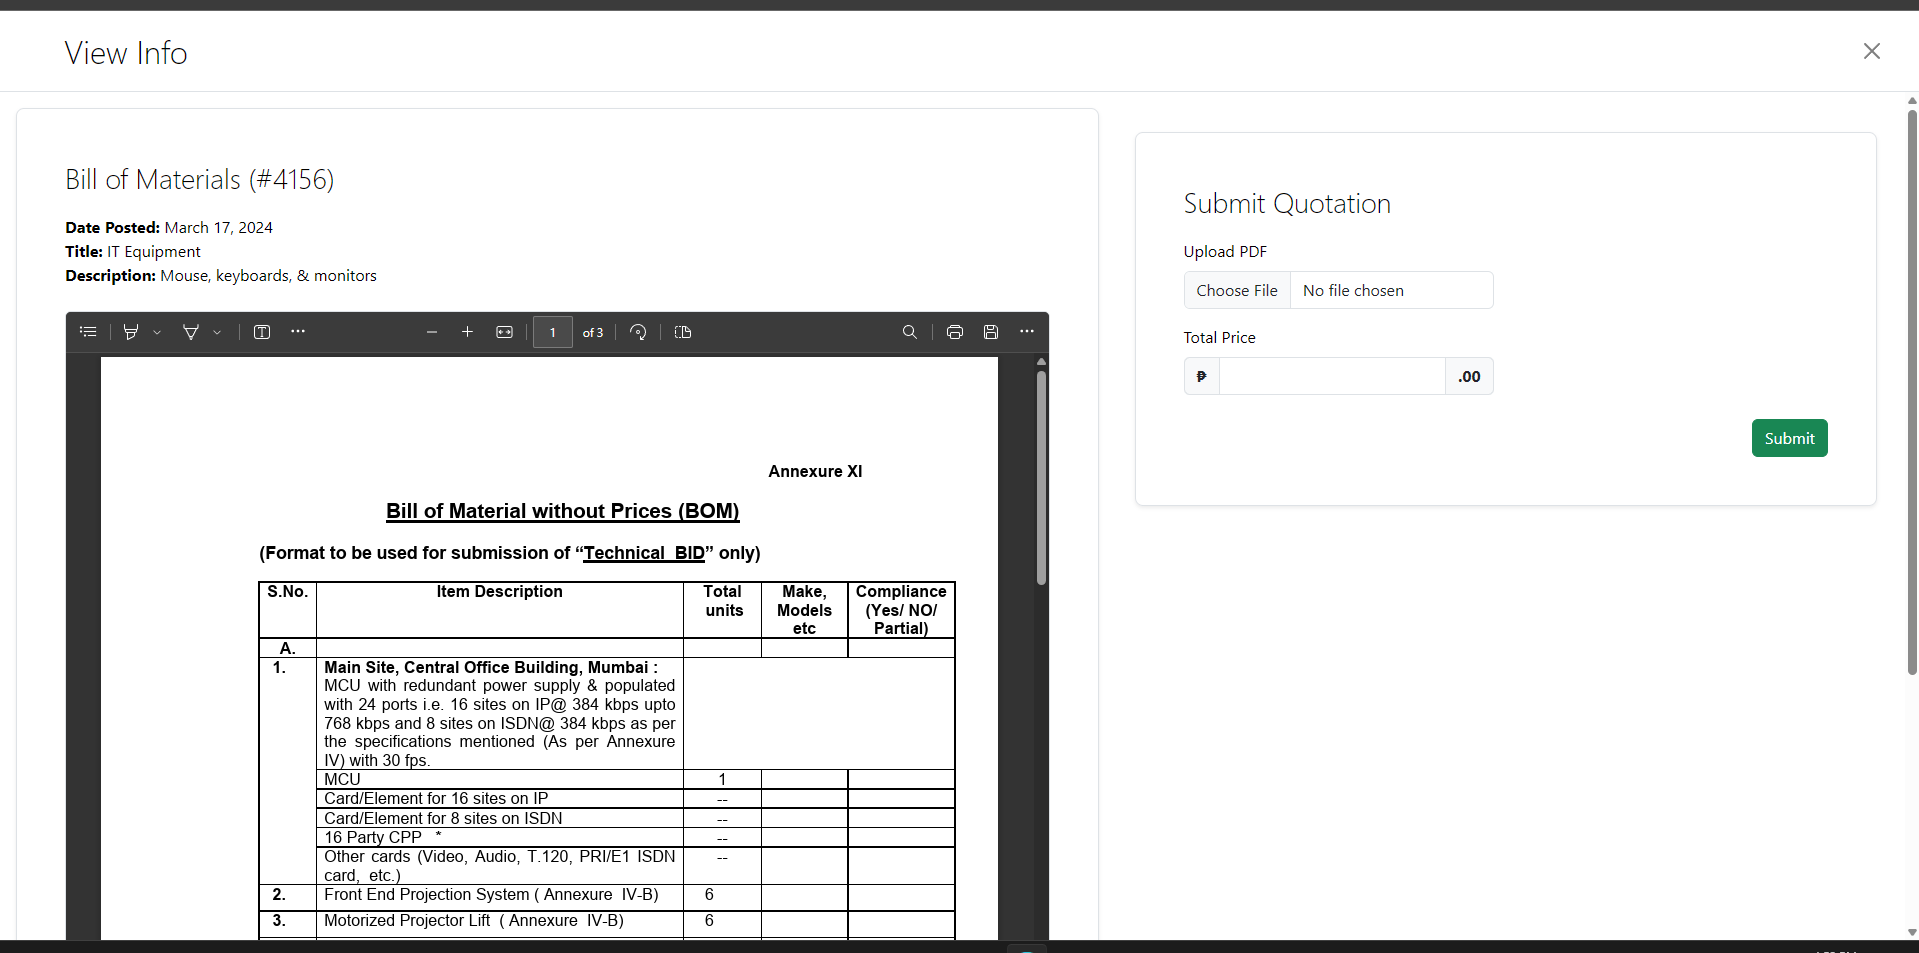 View Info
Bill of Materials (#4156)
Date Posted: March 17, 2024
Title: IT Equipment
Description: Mouse, keyboards, & monitors
1 of 3
Annexure XI
Bill of Material without Prices (BOM)
(Format to be used for submission of “Technical BID” only)
S.No. Item Description Total units Make, Models etc Compliance (Yes/ NO/ Partial)
A.
1. Main Site, Central Office Building, Mumbai :
MCU with redundant power supply & populated
with 24 ports i.e. 16 sites on IP@ 384 kbps upto
768 kbps and 8 sites on ISDN@ 384 kbps as per
the specifications mentioned (As per Annexure
IV) with 30 fps.
MCU 1
Card/Element for 16 sites on IP --
Card/Element for 8 sites on ISDN --
16 Party CPP * --
Other cards (Video, Audio, T.120, PRI/E1 ISDN --
card, etc.)
2. Front End Projection System ( Annexure IV-B) 6
3. Motorized Projector Lift ( Annexure IV-B) 6
Submit Quotation
Upload PDF
Choose File No file chosen
Total Price
₱ .00
Submit